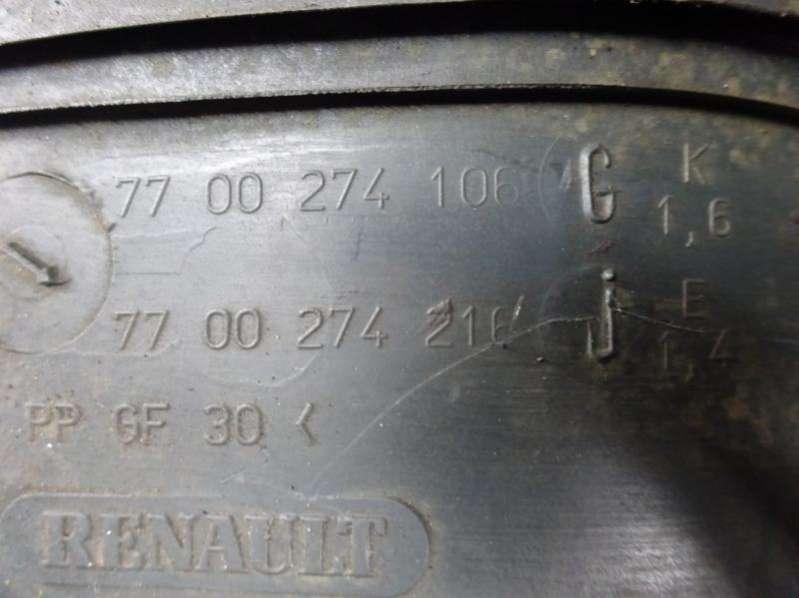 77 00 274 106 G K 1,6
77 00 274 216 j E 1,4
PP GF 30 <
RENAULT